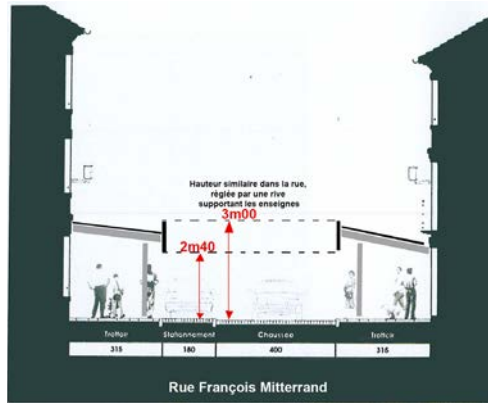 Hauteur similaire dans la rue,
règlée par une rive
supportant les enseignes
3m00
2m40
Trottoir Stationnement Chaussée Trottoir
315 180 400 315
Rue François Mitterrand